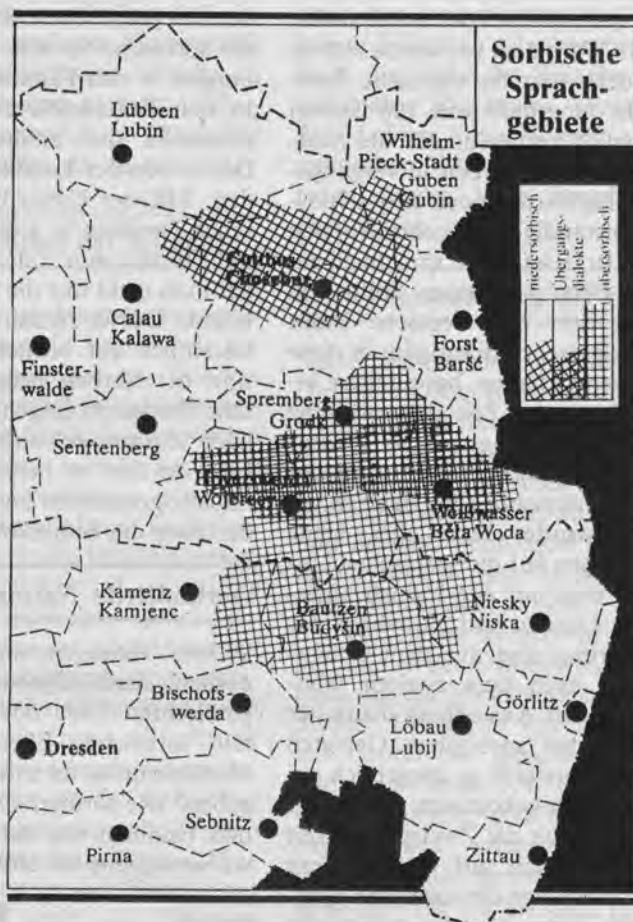 Sorbische
Sprach-
gebiete
Lübben
Lubin
Wilhelm-
Pieck-Stadt
Guben
Gubin
niedersorbisch
Übergangs-
dialekte
obersorbisch
Cottbus
Chośebuz
Calau
Kalawa
Forst
Baršć
Finster-
walde
Spremberg
Grodk
Senftenberg
Hoyerswerda
Wojerecy
Weißwasser
Běła Woda
Kamenz
Kamjenc
Bautzen
Budyšin
Niesky
Niska
Bischofs-
werda
Görlitz
Löbau
Lubij
Dresden
Sebnitz
Pirna
Zittau